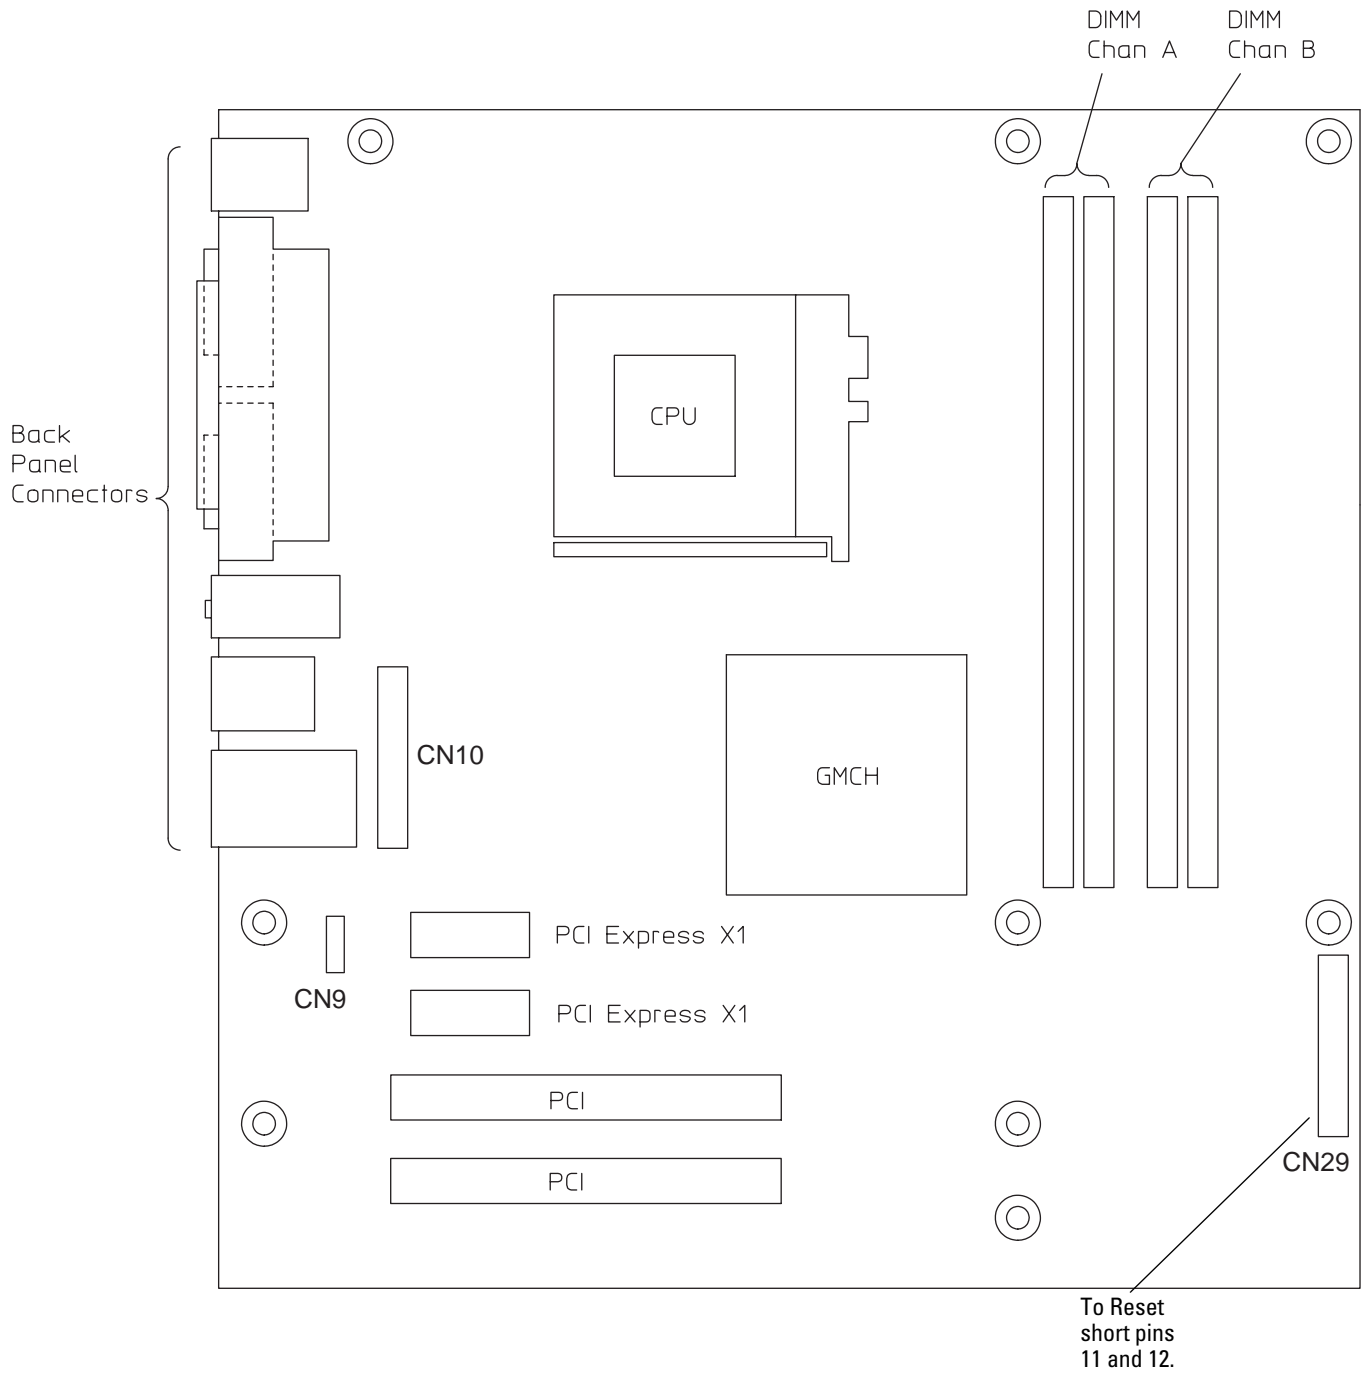 DIMM
Chan A
DIMM
Chan B
CPU
Back
Panel
Connectors
CN10
GMCH
PCI Express X1
CN9
PCI Express X1
PCI
CN29
PCI
To Reset
short pins
11 and 12.